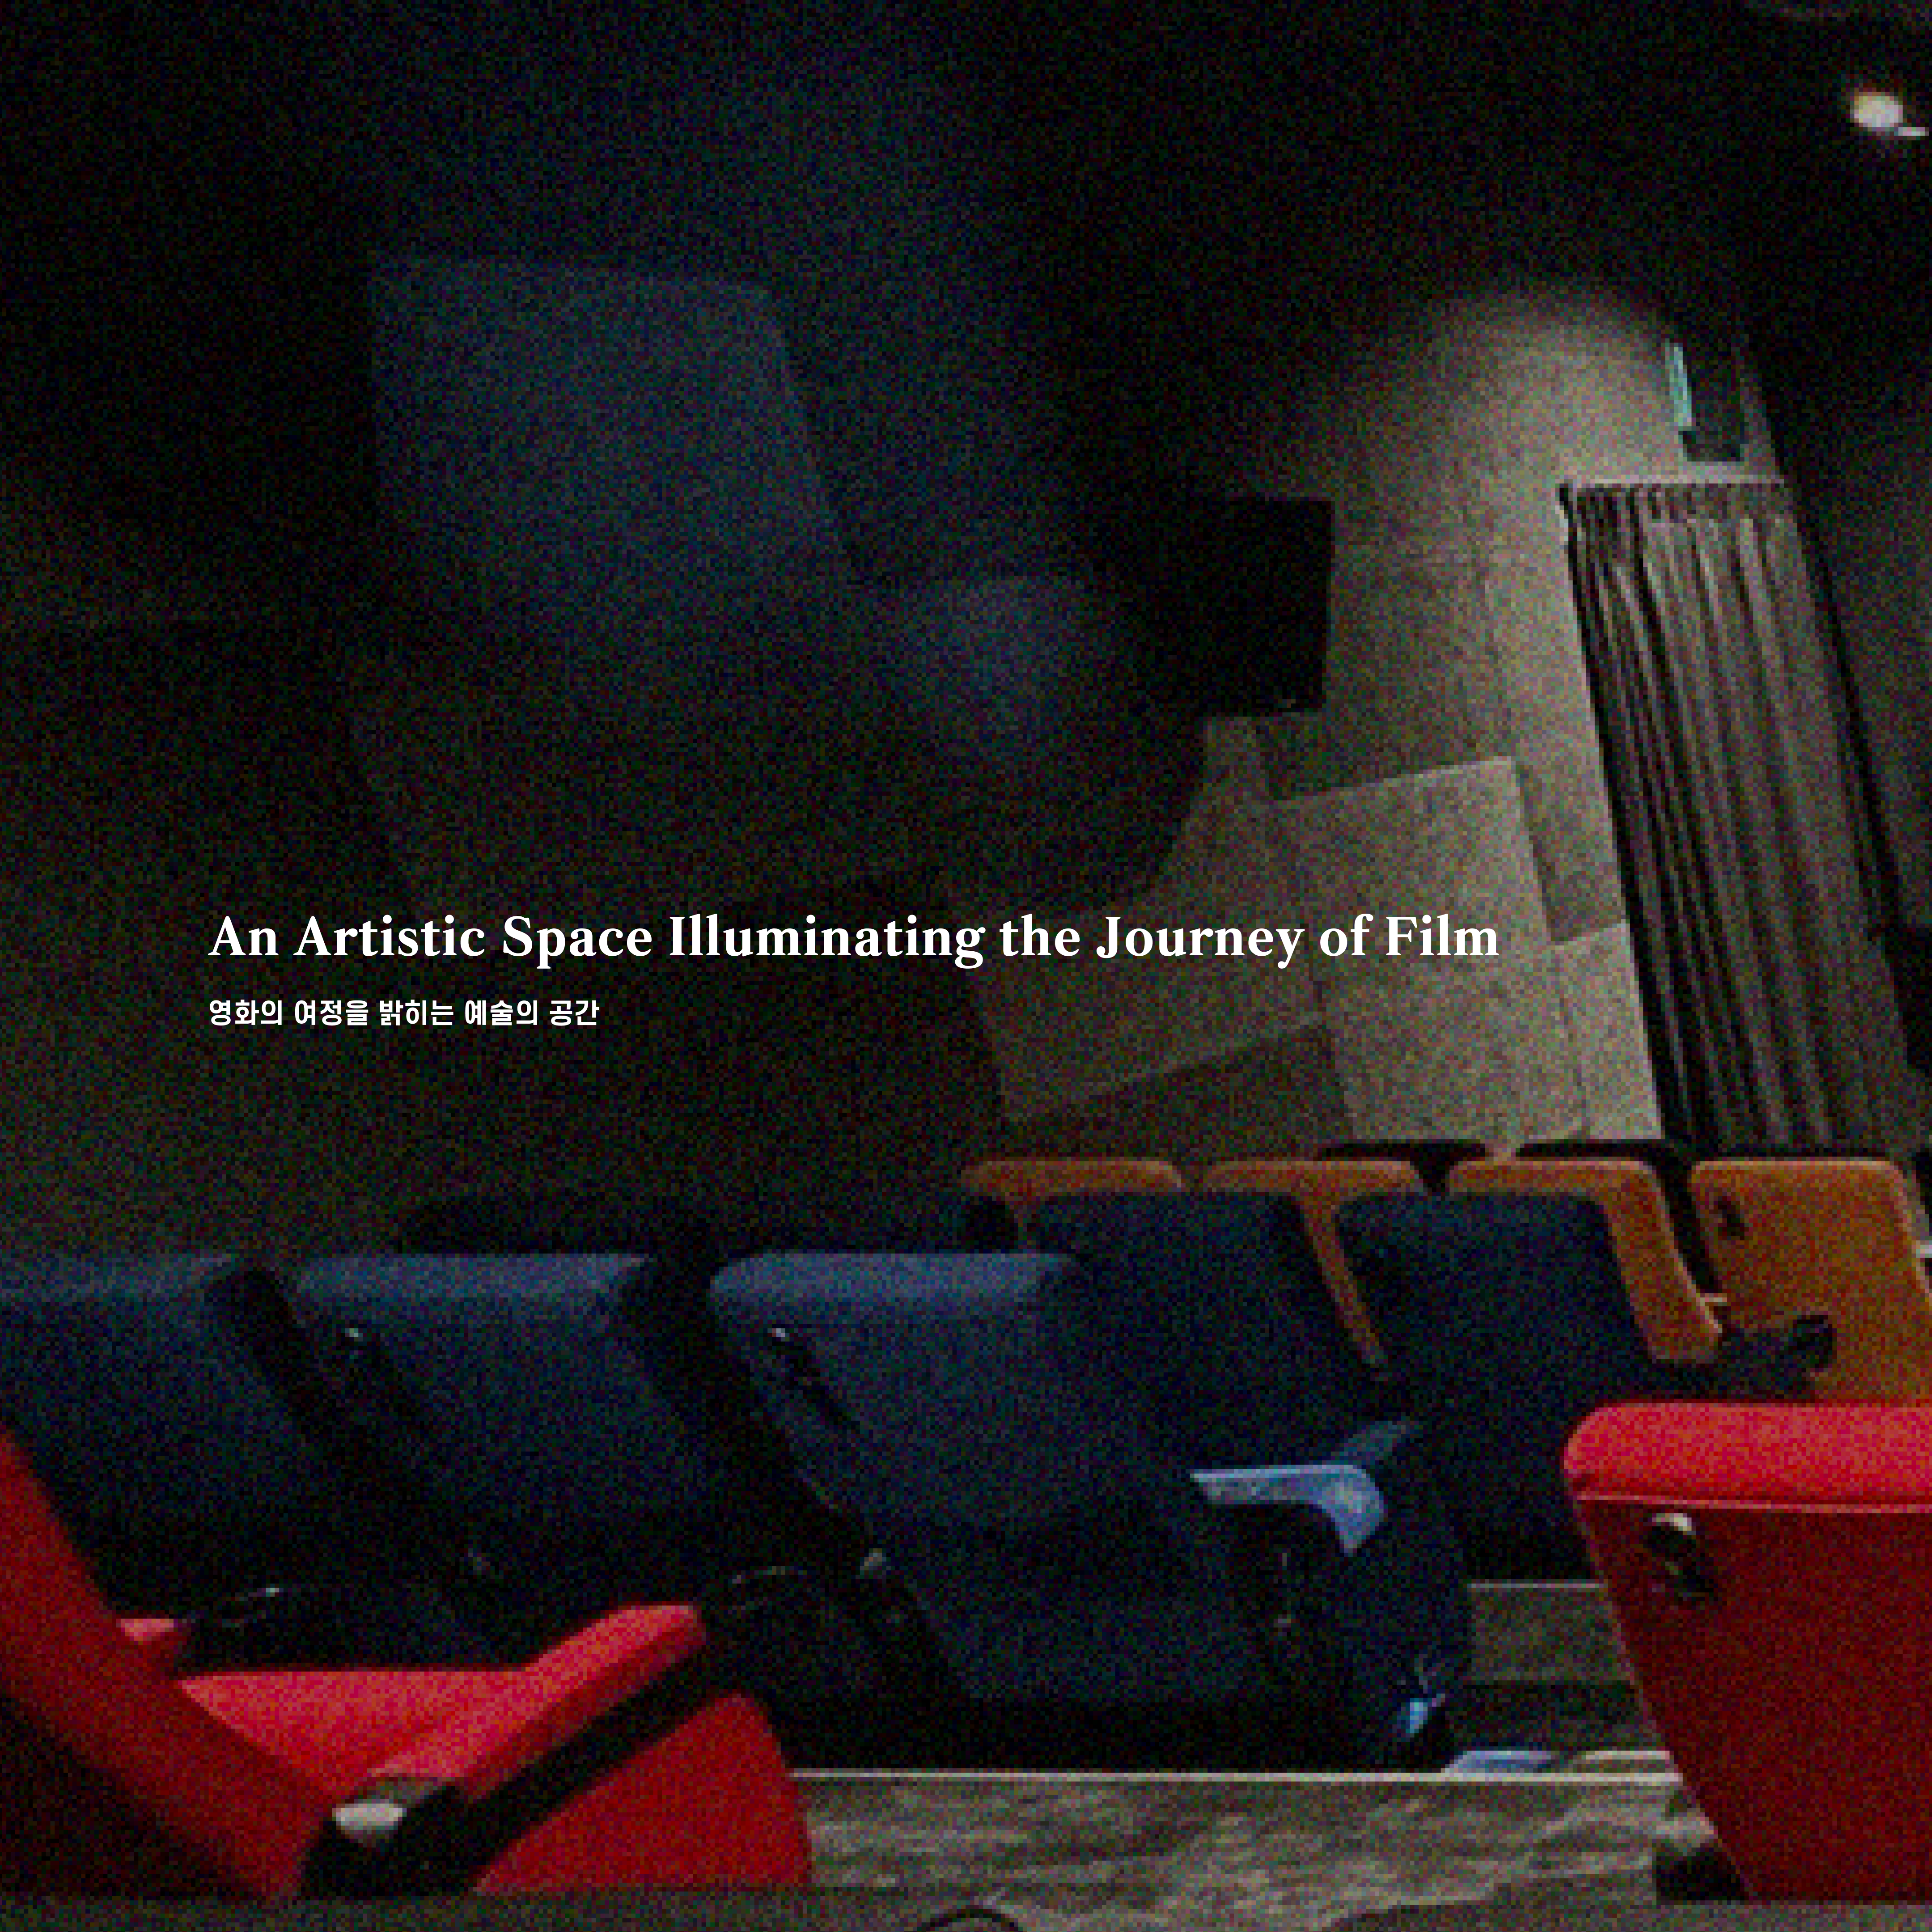 An Artistic Space Illuminating the Journey of Film
영화의 여정을 밝히는 예술의 공간